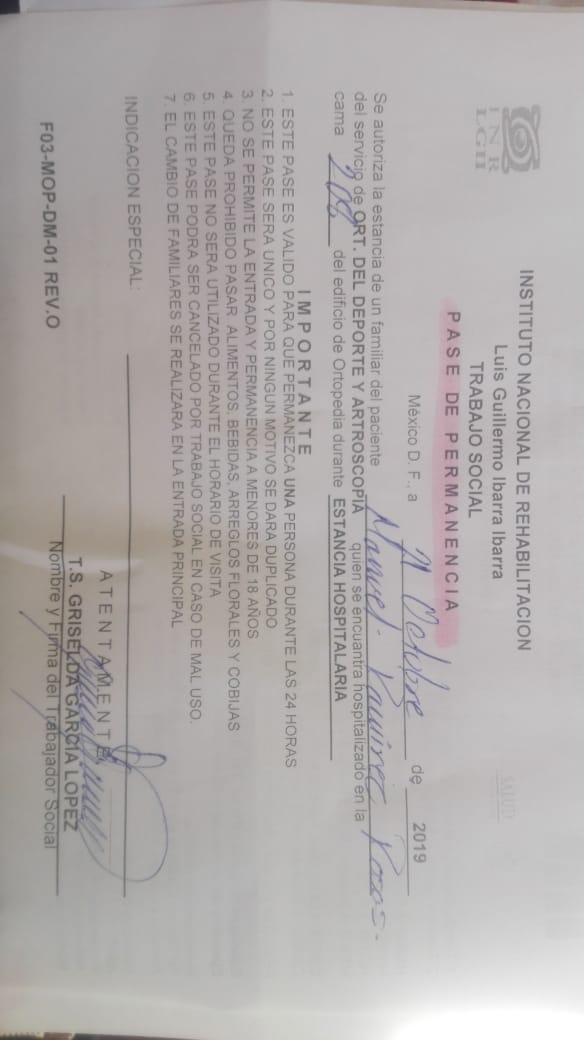 INR
LGII
SALUD
INSTITUTO NACIONAL DE REHABILITACION
Luis Guillermo Ibarra Ibarra
TRABAJO SOCIAL
PASE DE PERMANENCIA
México D. F., a Octubre de 2019
Se autoriza la estancia de un familiar del paciente Manuel Ramirez
del servicio de ORT. DEL DEPORTE Y ARTROSCOPIA quien se encuantra hospitalizado en la
cama 208 del edificio de Ortopedia durante ESTANCIA HOSPITALARIA
IMPORTANTE
1. ESTE PASE ES VALIDO PARA QUE PERMANEZCA UNA PERSONA DURANTE LAS 24 HORAS
2. ESTE PASE SERA UNICO Y POR NINGUN MOTIVO SE DARA DUPLICADO
3. NO SE PERMITE LA ENTRADA Y PERMANENCIA A MENORES DE 18 AÑOS
4. QUEDA PROHIBIDO PASAR ALIMENTOS, BEBIDAS, ARREGLOS FLORALES Y COBIJAS
5. ESTE PASE NO SERA UTILIZADO DURANTE EL HORARIO DE VISITA
6. ESTE PASE PODRA SER CANCELADO POR TRABAJO SOCIAL EN CASO DE MAL USO.
7. EL CAMBIO DE FAMILIARES SE REALIZARA EN LA ENTRADA PRINCIPAL
INDICACION ESPECIAL:
ATENTAMENTE
T.S. GRISELDA GARCIA LOPEZ
Nombre y Firma del Trabajador Social
F03-MOP-DM-01 REV.O